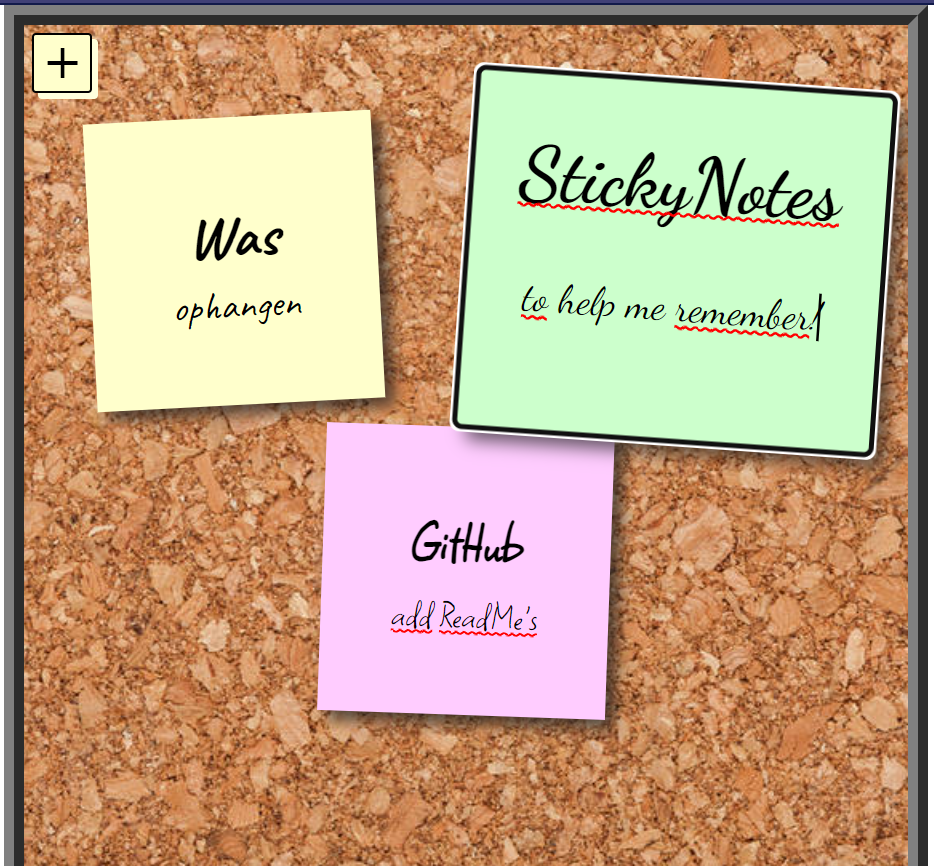 +
Was
ophangen
StickyNotes
to help me remember!
GitHub
add ReadMe's